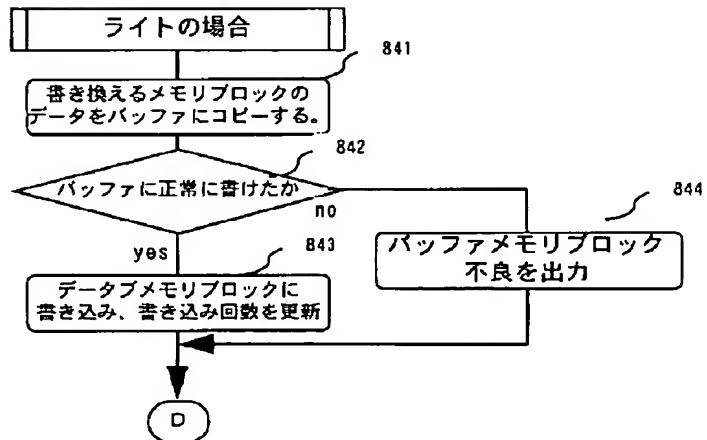 ライトの場合
841
書き換えるメモリブロックの
データをバッファにコピーする。
842
バッファに正常に書けたか
no
yes
844
バッファメモリブロック
不良を出力
843
データブメモリブロックに
書き込み、書き込み回数を更新
D